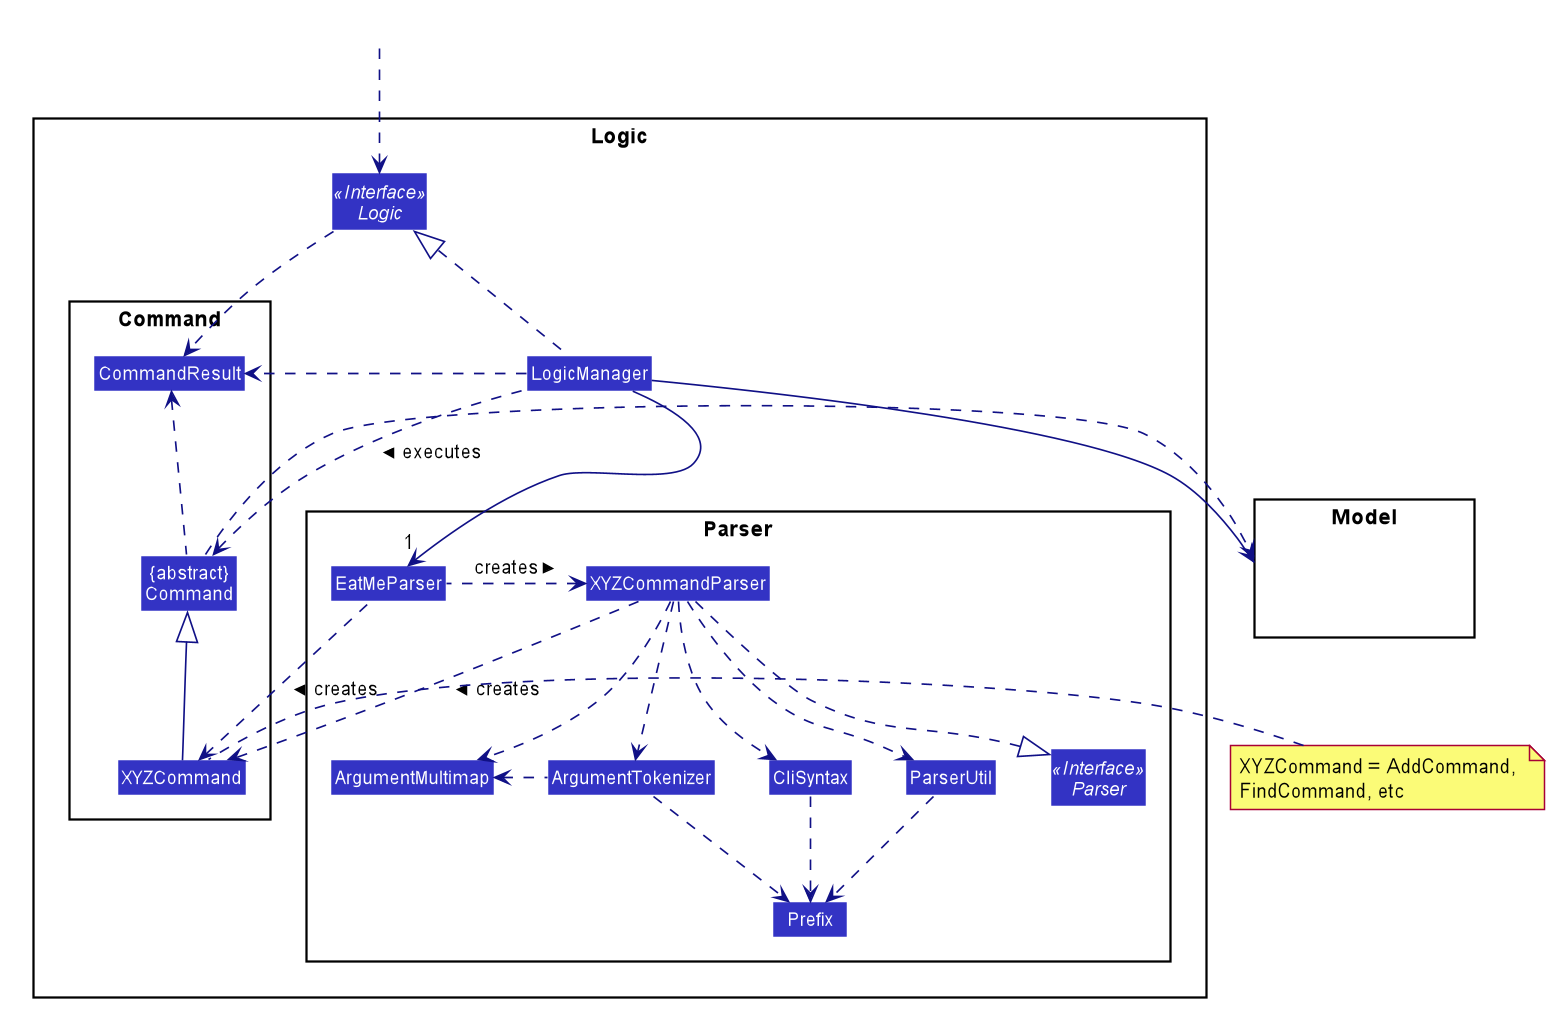 Logic
«Interface»
Logic
Command
CommandResult
LogicManager
◄ executes
Parser
Model
1
{abstract}
Command
EatMeParser
creates ►
XYZCommandParser
◄ creates
◄ creates
XYZCommand
ArgumentMultimap
ArgumentTokenizer
CliSyntax
ParserUtil
«Interface»
Parser
XYZCommand = AddCommand,
FindCommand, etc
Prefix